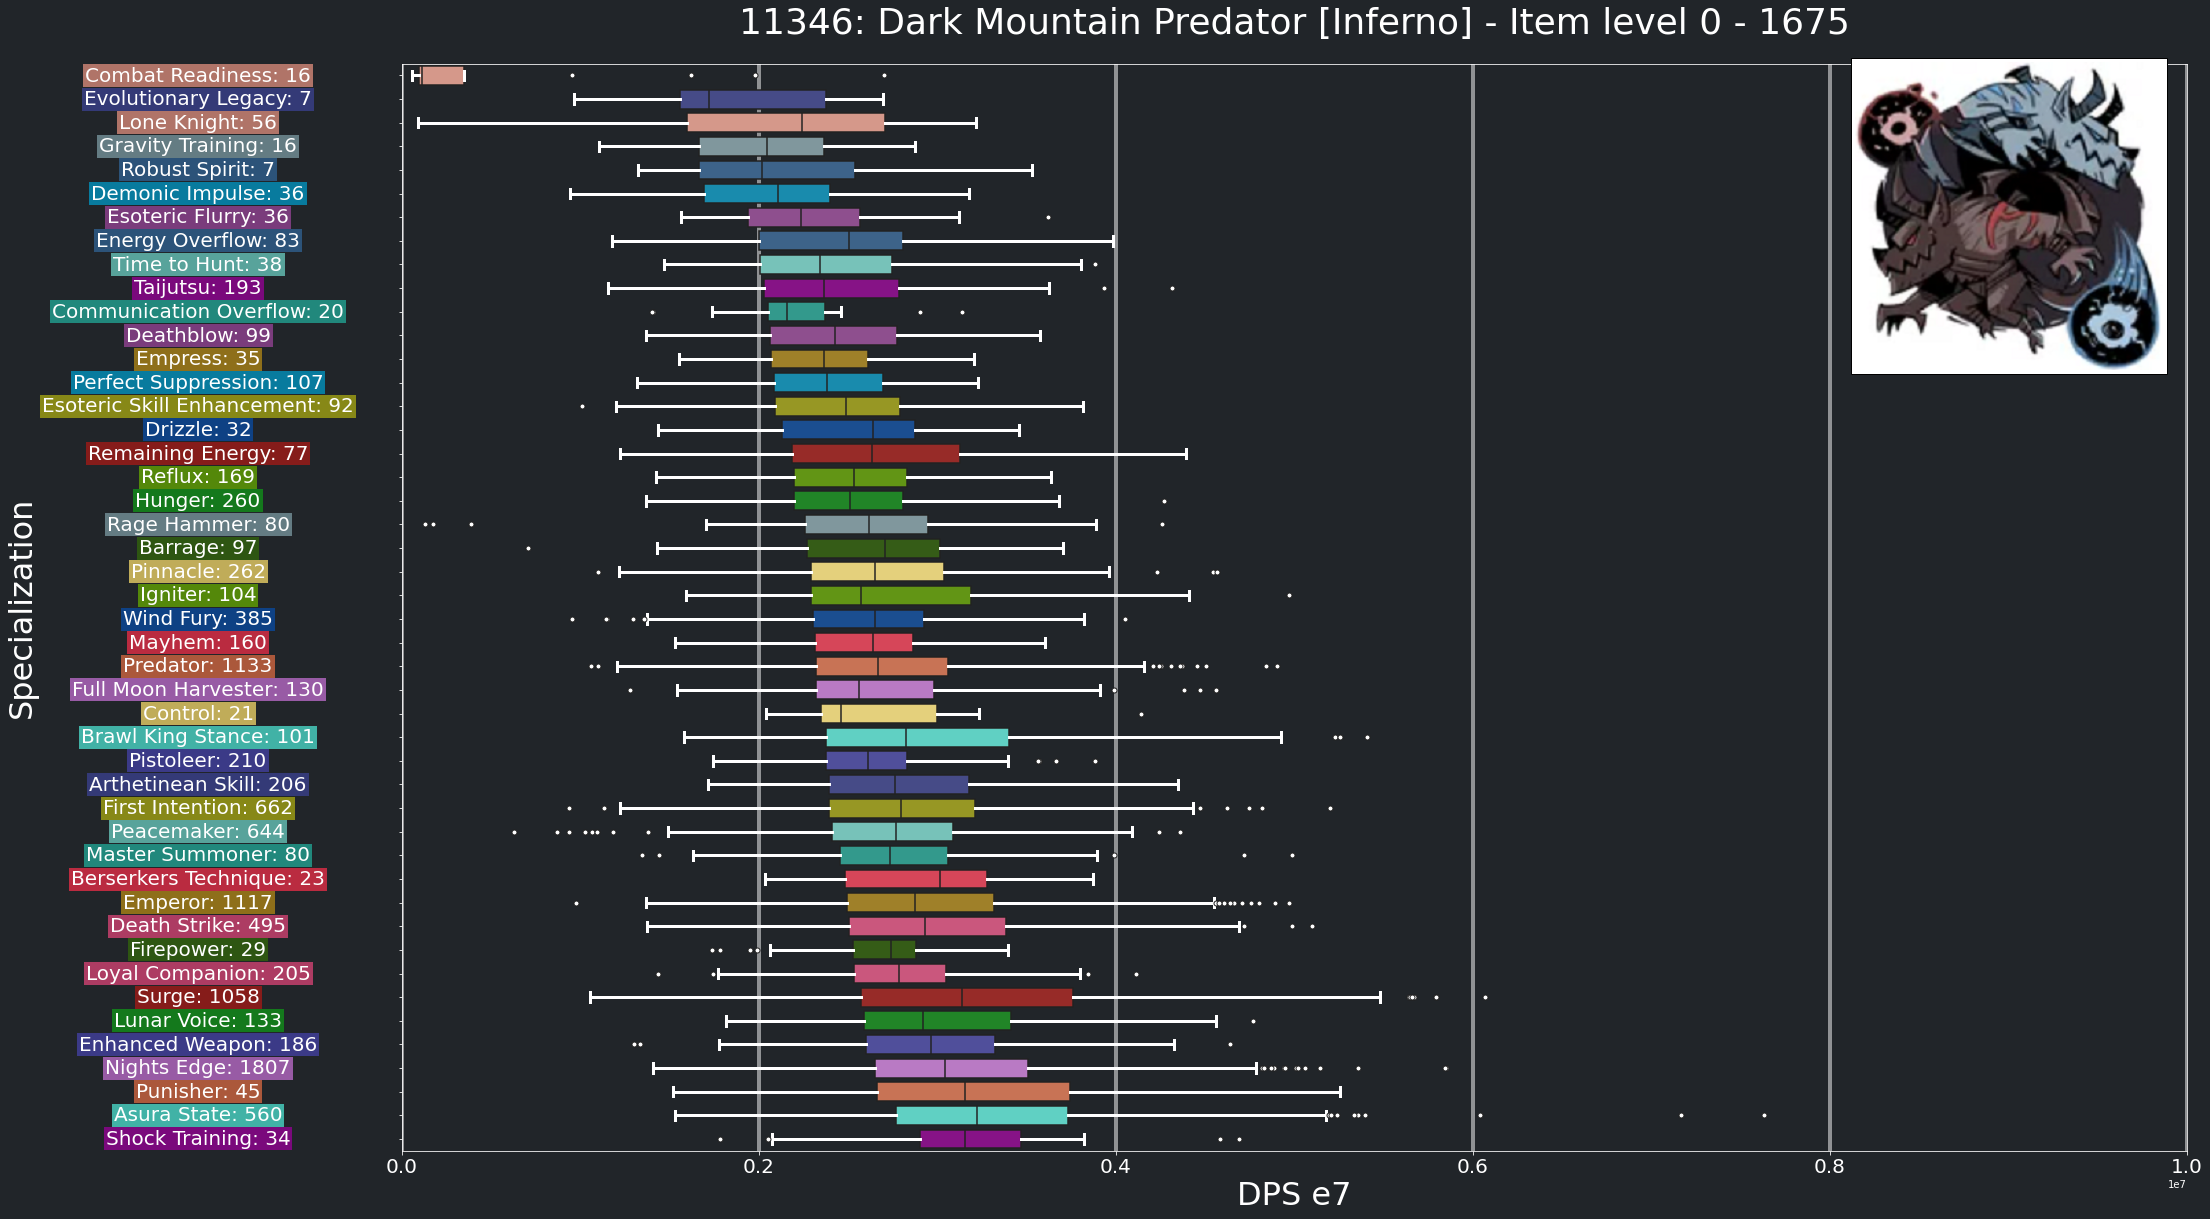 11346: Dark Mountain Predator [Inferno] - Item level 0 - 1675
Specialization
Combat Readiness: 16
Evolutionary Legacy: 7
Lone Knight: 56
Gravity Training: 16
Robust Spirit: 7
Demonic Impulse: 36
Esoteric Flurry: 36
Energy Overflow: 83
Time to Hunt: 38
Taijutsu: 193
Communication Overflow: 20
Deathblow: 99
Empress: 35
Perfect Suppression: 107
Esoteric Skill Enhancement: 92
Drizzle: 32
Remaining Energy: 77
Reflux: 169
Hunger: 260
Rage Hammer: 80
Barrage: 97
Pinnacle: 262
Igniter: 104
Wind Fury: 385
Mayhem: 160
Predator: 1133
Full Moon Harvester: 130
Control: 21
Brawl King Stance: 101
Pistoleer: 210
Arthetinean Skill: 206
First Intention: 662
Peacemaker: 644
Master Summoner: 80
Berserkers Technique: 23
Emperor: 1117
Death Strike: 495
Firepower: 29
Loyal Companion: 205
Surge: 1058
Lunar Voice: 133
Enhanced Weapon: 186
Nights Edge: 1807
Punisher: 45
Asura State: 560
Shock Training: 34
0.0 0.2 0.4 0.6 0.8 1.0
1e7
DPS e7